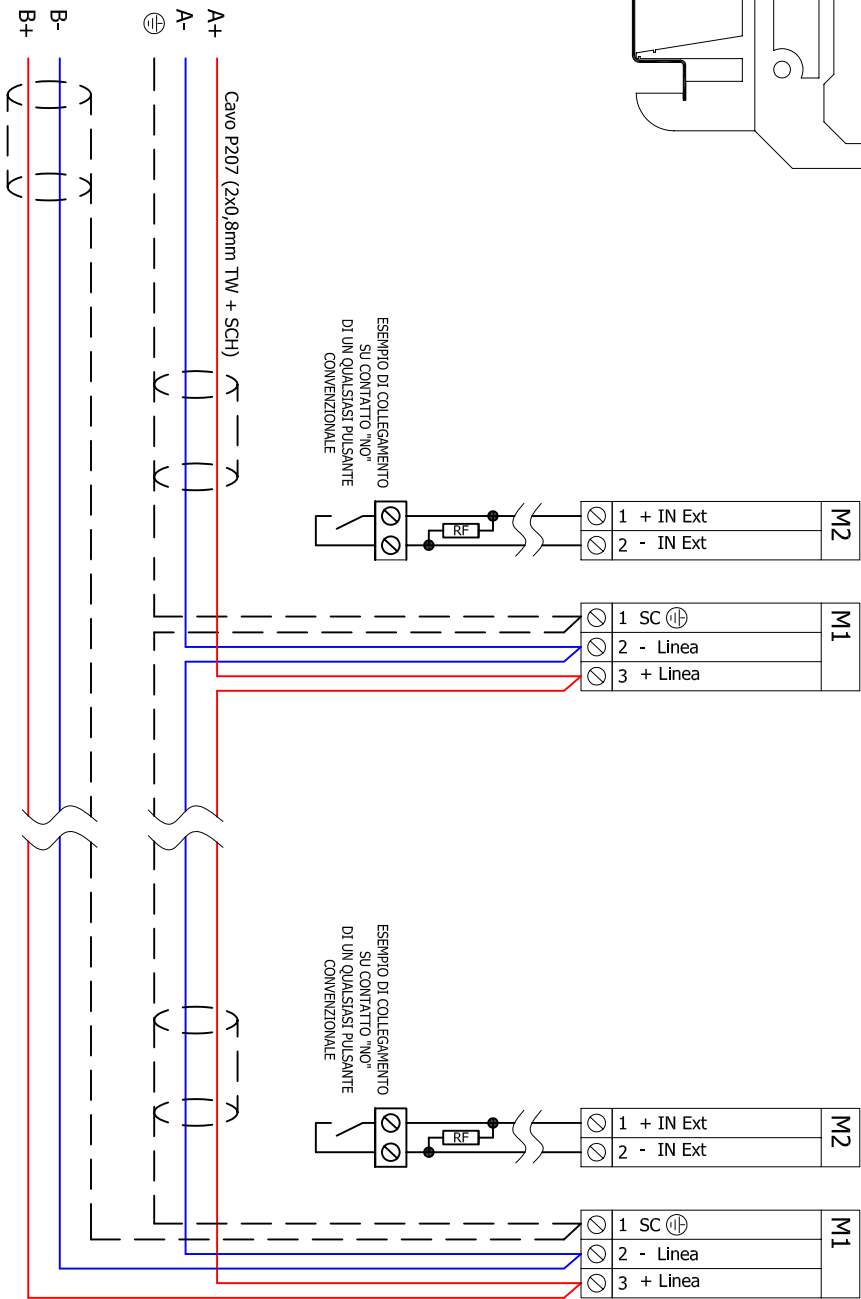 B+
B-
⏚
A-
A+
Cavo P207 (2x0,8mm TW + SCH)
ESEMPIO DI COLLEGAMENTO
SU CONTATTO "NO"
DI UN QUALSIASI PULSANTE
CONVENZIONALE
RF
M2
1 + IN Ext
2 - IN Ext
M1
1 SC ⏚
2 - Linea
3 + Linea
ESEMPIO DI COLLEGAMENTO
SU CONTATTO "NO"
DI UN QUALSIASI PULSANTE
CONVENZIONALE
RF
M2
1 + IN Ext
2 - IN Ext
M1
1 SC ⏚
2 - Linea
3 + Linea